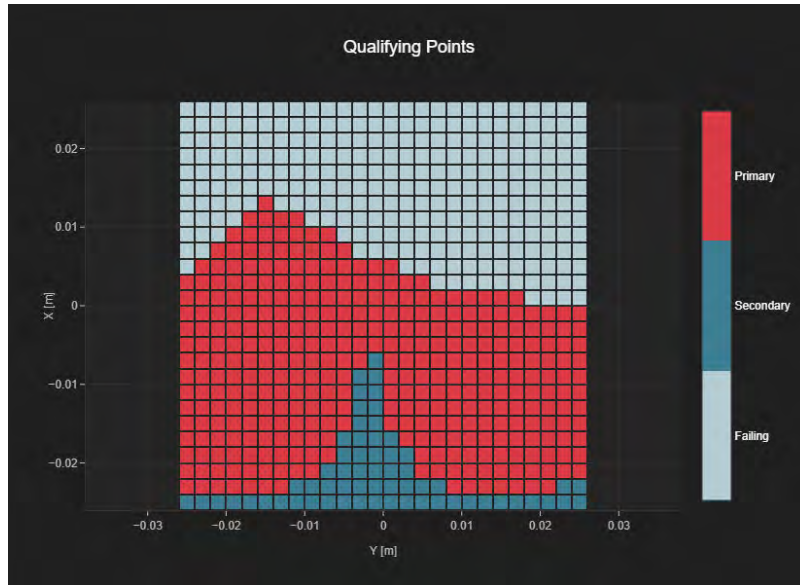 Qualifying Points
0.02
0.01
0
−0.01
−0.02
X [m]
−0.03
−0.02
−0.01
0
0.01
0.02
0.03
Y [m]
Primary
Secondary
Failing